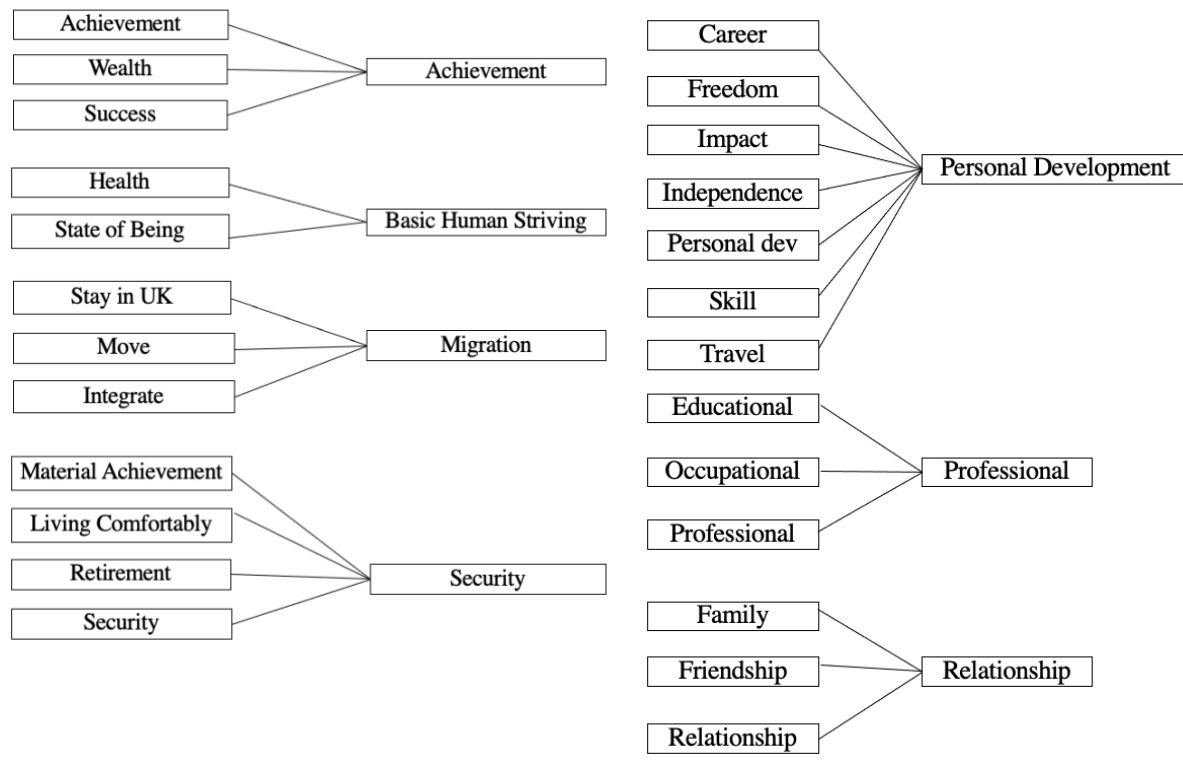 Achievement
Wealth
Success
Achievement
Health
State of Being
Basic Human Striving
Stay in UK
Move
Integrate
Migration
Material Achievement
Living Comfortably
Retirement
Security
Security
Career
Freedom
Impact
Independence
Personal dev
Skill
Travel
Personal Development
Educational
Occupational
Professional
Professional
Family
Friendship
Relationship
Relationship